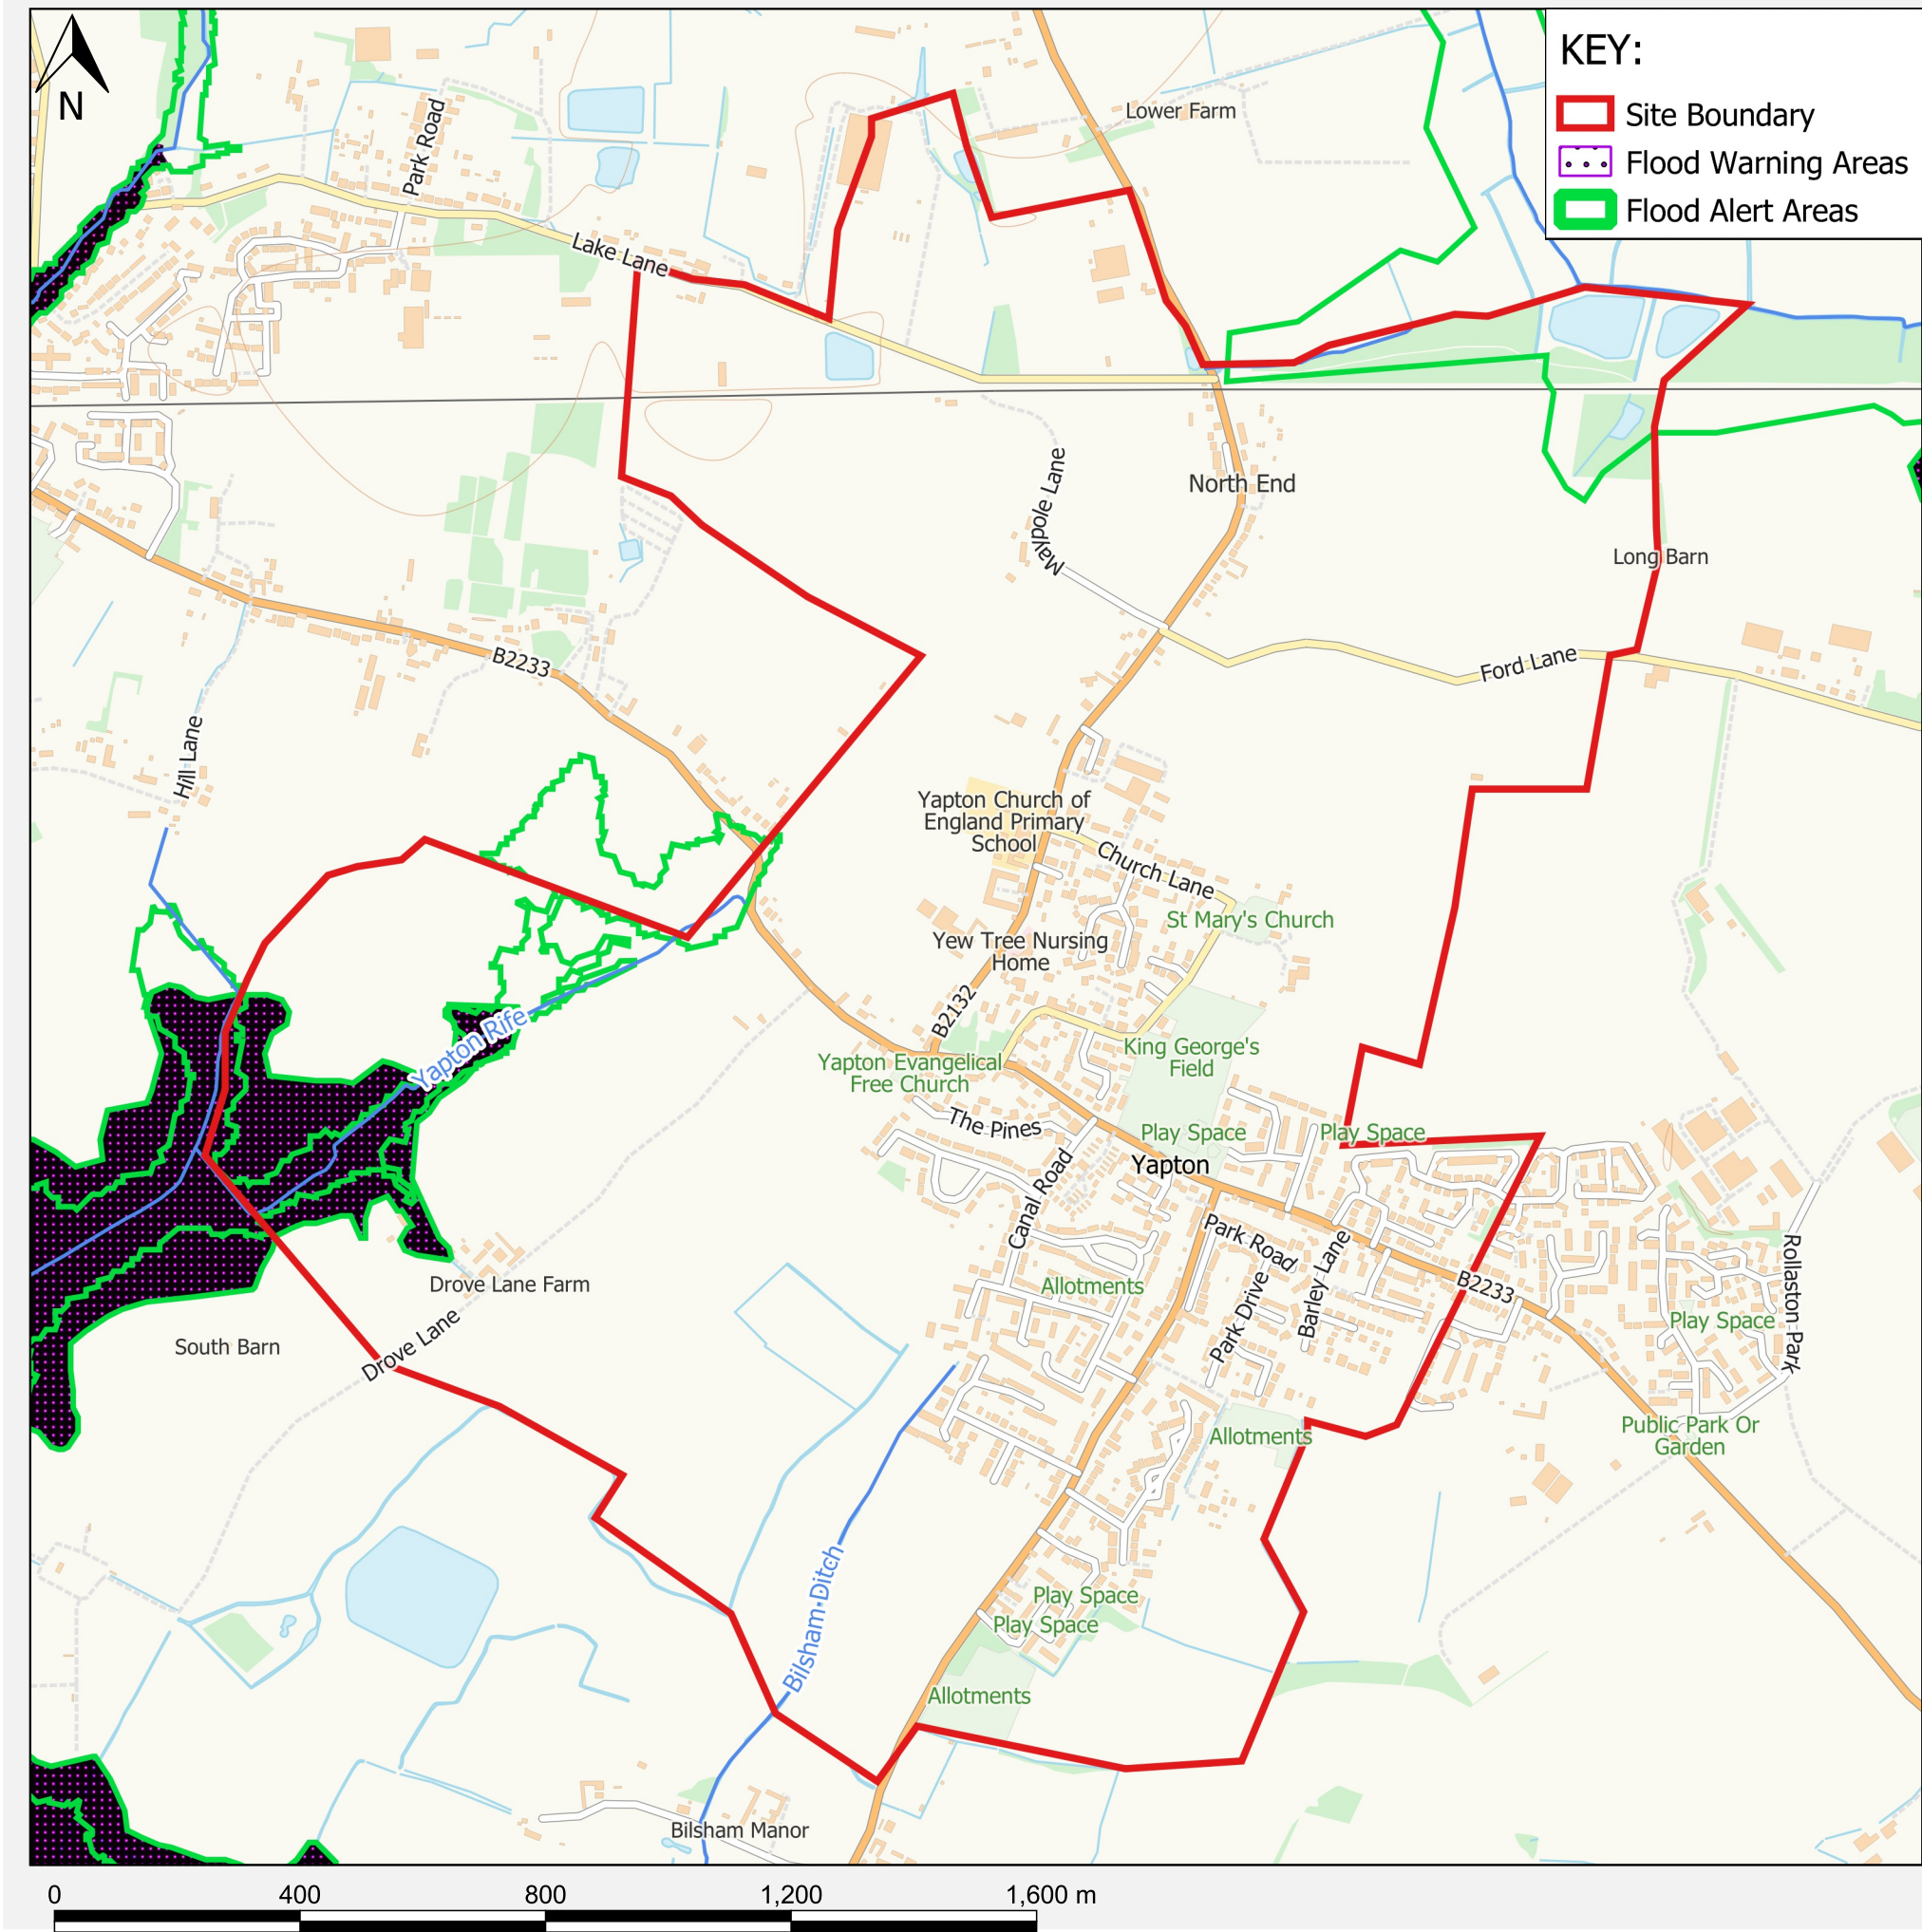 N
KEY:
Site Boundary
Flood Warning Areas
Flood Alert Areas
Lower Farm
Park Road
Lake Lane
North End
Malpole Lane
Long Barn
B2233
Ford Lane
Hill Lane
Yapton Church of
England Primary
School
Church Lane
St Mary's Church
Yew Tree Nursing
Home
B2132
Yapton Rife
Yapton Evangelical
Free Church
King George's
Field
The Pines
Play Space
Play Space
Yapton
Canal Road
Park Road
Barley Lane
Park Drive
B2233
Rollaston Park
Allotments
Drove Lane Farm
Play Space
South Barn
Drove Lane
Allotments
Public Park Or
Garden
Bilsham Ditch
Play Space
Play Space
Allotments
Bilsham Manor
0 400 800 1,200 1,600 m